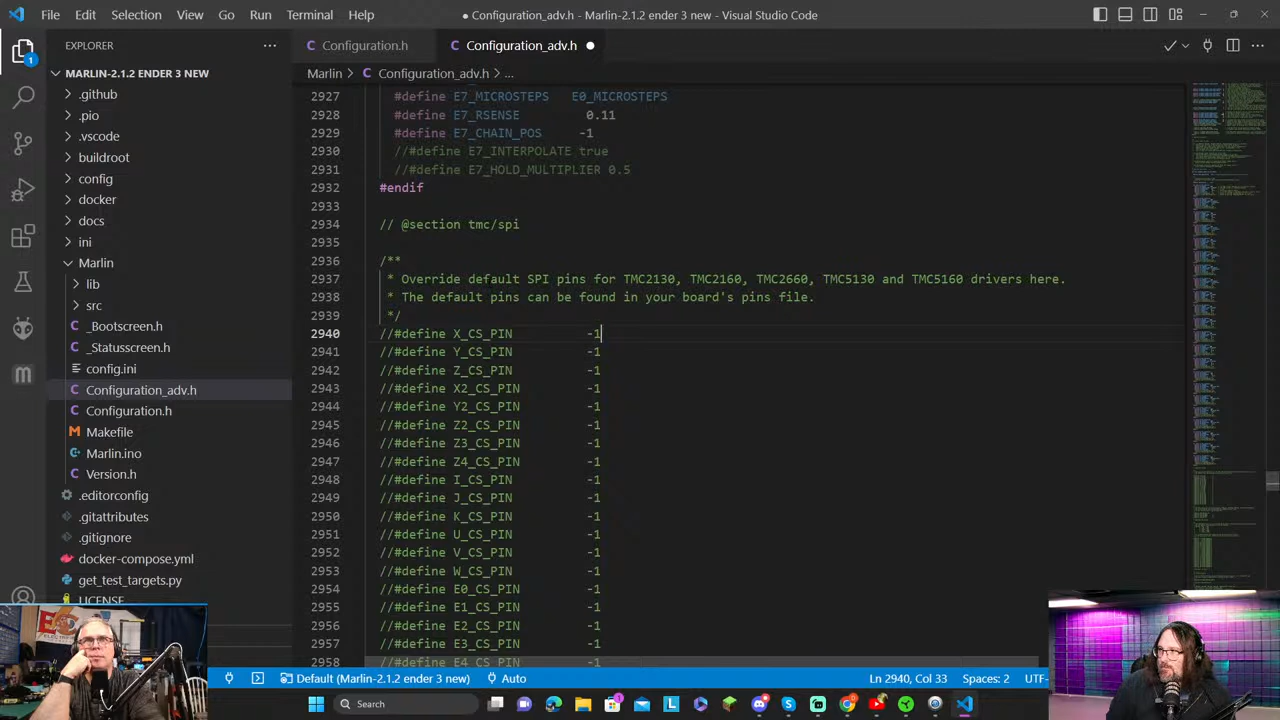 File Edit Selection View Go Run Terminal Help
● Configuration_adv.h - Marlin-2.1.2 ender 3 new - Visual Studio Code
EXPLORER
MARLIN-2.1.2 ENDER 3 NEW
.github
.pio
.vscode
buildroot
config
docker
docs
ini
Marlin
lib
src
_Bootscreen.h
_Statusscreen.h
config.ini
Configuration_adv.h
Configuration.h
Makefile
Marlin.ino
Version.h
.editorconfig
.gitattributes
.gitignore
docker-compose.yml
get_test_targets.py
LICENSE
Configuration.h Configuration_adv.h
Marlin > Configuration_adv.h > ...
2927 #define E7_MICROSTEPS E0_MICROSTEPS
2928 #define E7_RSENSE 0.11
2929 #define E7_CHAIN_POS -1
2930 //#define E7_INTERPOLATE true
2931 //#define E7_HOLD_MULTIPLIER 0.5
2932 #endif
2933
2934 // @section tmc/spi
2935
2936 /**
2937 * Override default SPI pins for TMC2130, TMC2160, TMC2660, TMC5130 and TMC5160 drivers here.
2938 * The default pins can be found in your board's pins file.
2939 */
2940 //#define X_CS_PIN -1
2941 //#define Y_CS_PIN -1
2942 //#define Z_CS_PIN -1
2943 //#define X2_CS_PIN -1
2944 //#define Y2_CS_PIN -1
2945 //#define Z2_CS_PIN -1
2946 //#define Z3_CS_PIN -1
2947 //#define Z4_CS_PIN -1
2948 //#define I_CS_PIN -1
2949 //#define J_CS_PIN -1
2950 //#define K_CS_PIN -1
2951 //#define U_CS_PIN -1
2952 //#define V_CS_PIN -1
2953 //#define W_CS_PIN -1
2954 //#define E0_CS_PIN -1
2955 //#define E1_CS_PIN -1
2956 //#define E2_CS_PIN -1
2957 //#define E3_CS_PIN -1
2958 //#define E4_CS_PIN -1
Default (Marlin-2.1.2 ender 3 new) Auto Ln 2940, Col 33 Spaces: 2 UTF-
Search